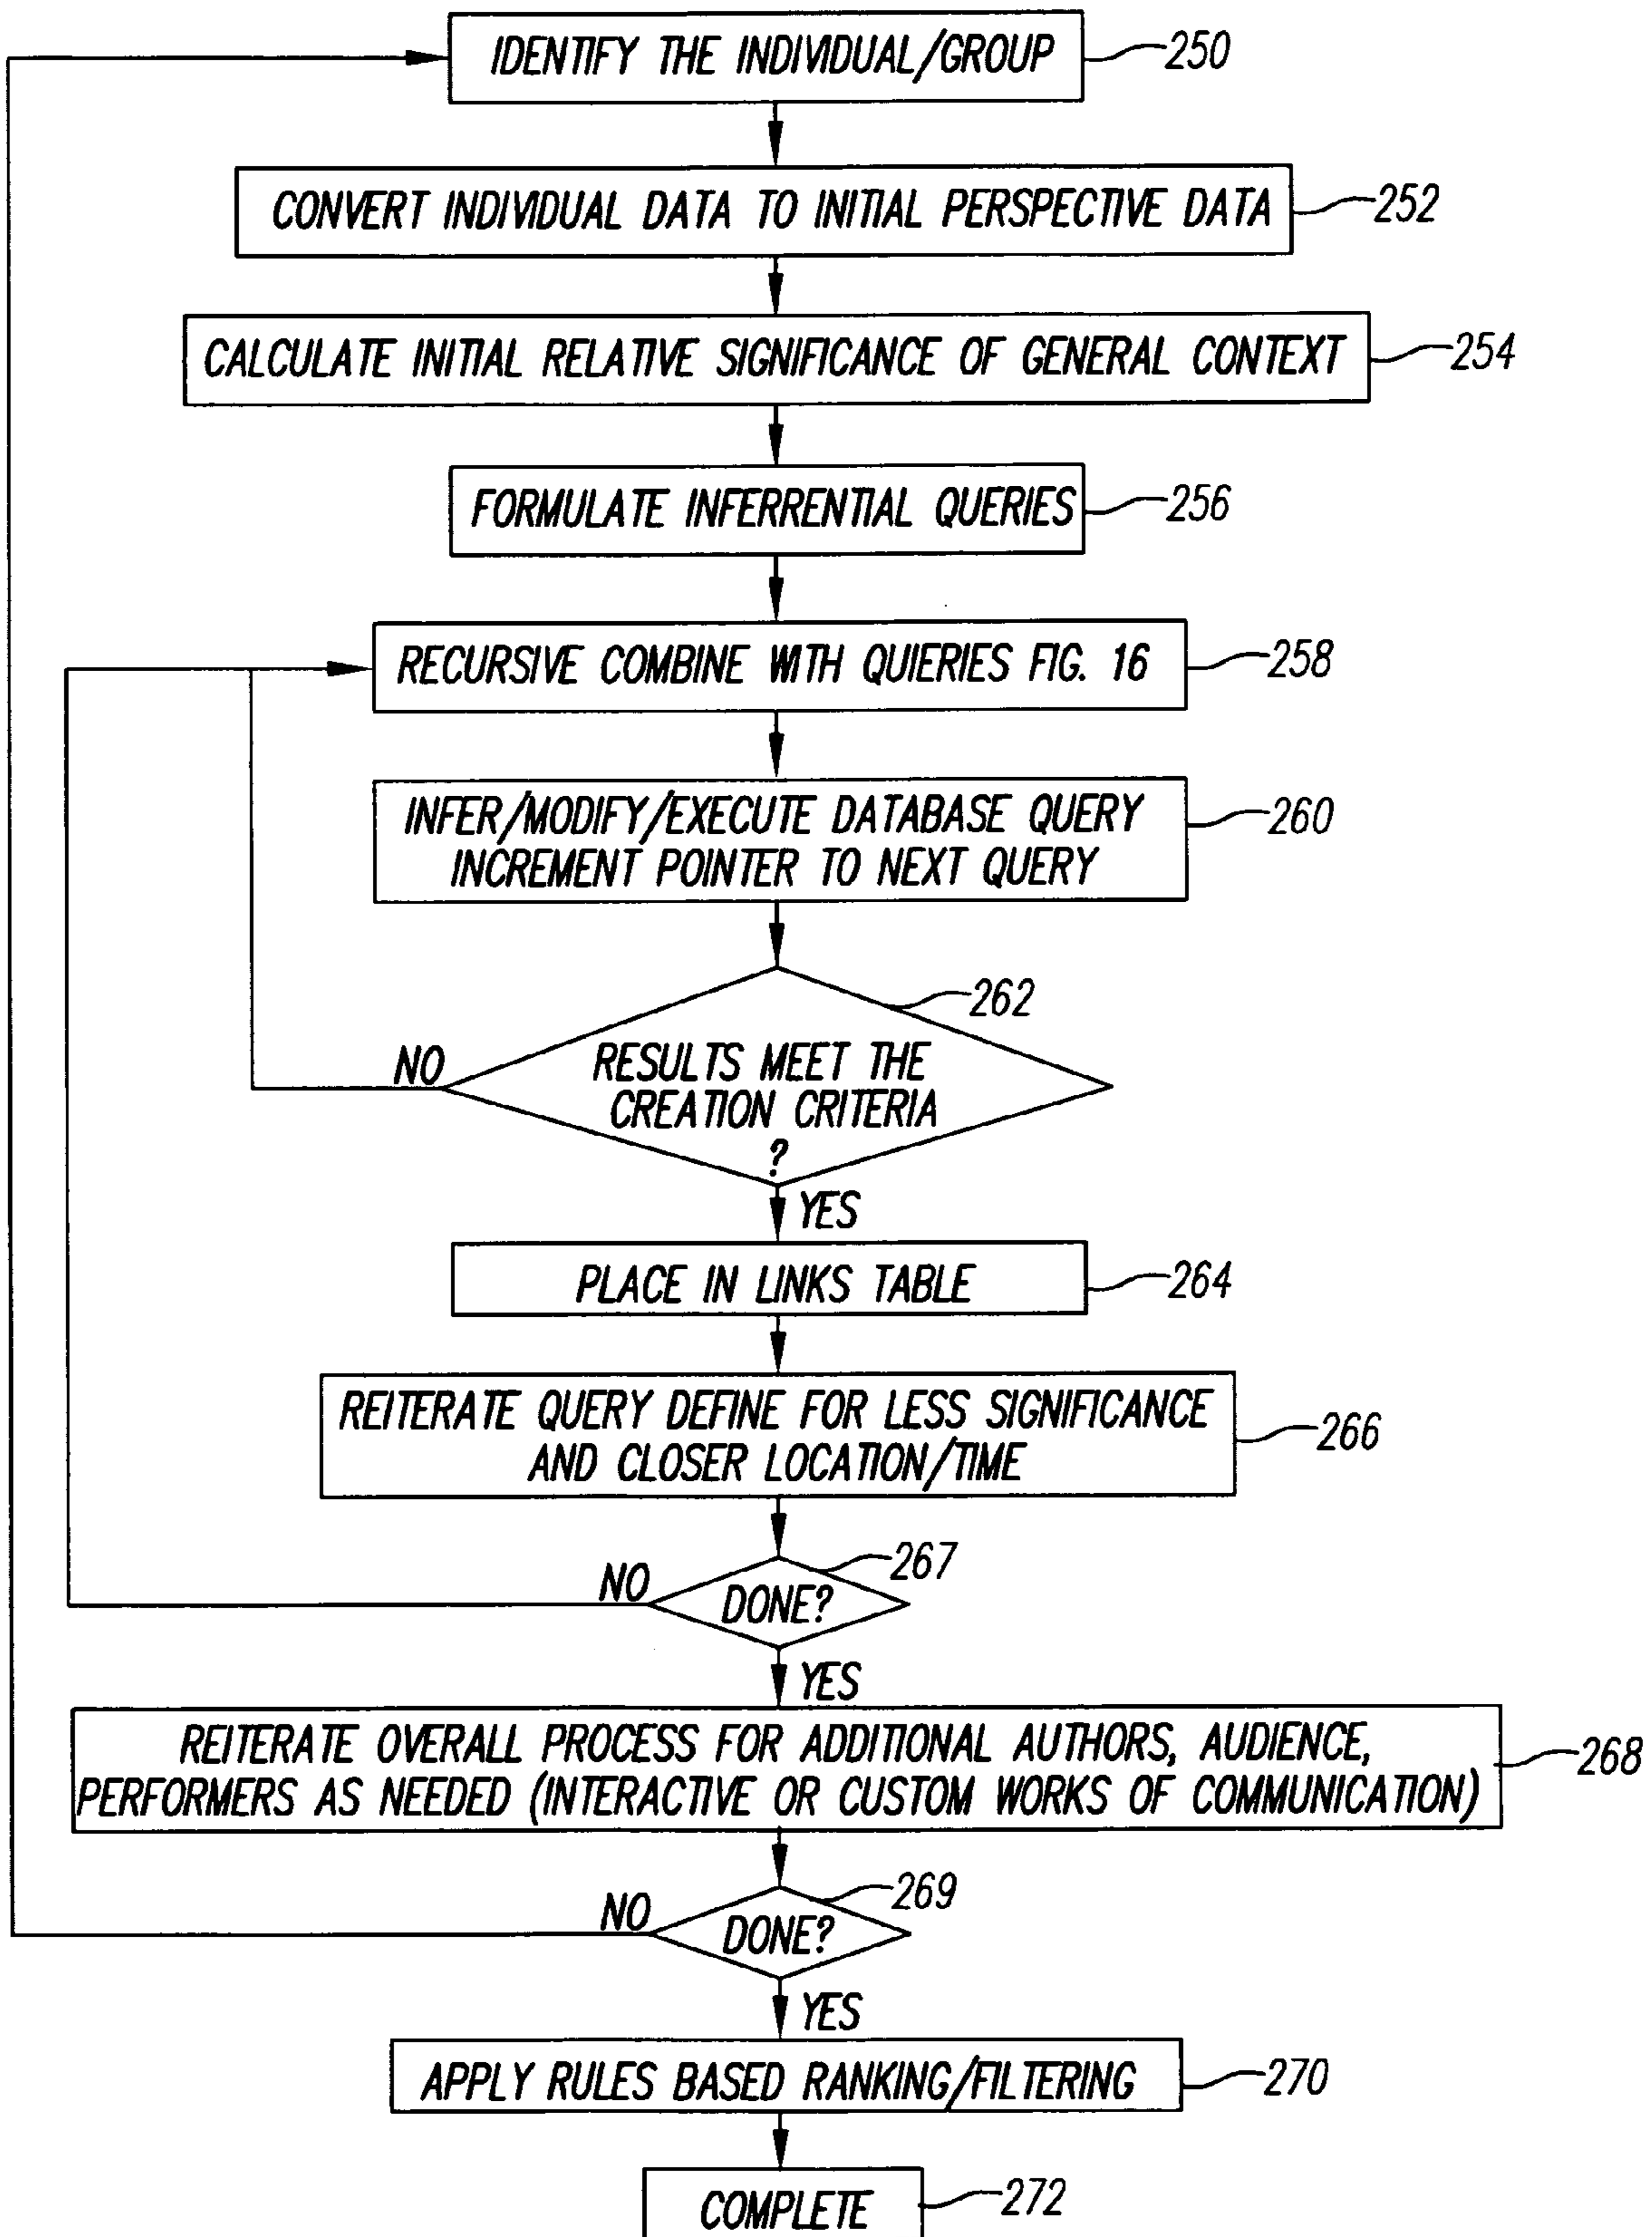 IDENTIFY THE INDIVIDUAL/GROUP
250
CONVERT INDIVIDUAL DATA TO INITIAL PERSPECTIVE DATA
252
CALCULATE INITIAL RELATIVE SIGNIFICANCE OF GENERAL CONTEXT
254
FORMULATE INFERRENTIAL QUERIES
256
RECURSIVE COMBINE WITH QUIERIES FIG. 16
258
INFER/MODIFY/EXECUTE DATABASE QUERY
INCREMENT POINTER TO NEXT QUERY
260
262
NO
RESULTS MEET THE
CREATION CRITERIA
?
YES
PLACE IN LINKS TABLE
264
REITERATE QUERY DEFINE FOR LESS SIGNIFICANCE
AND CLOSER LOCATION/TIME
266
267
NO
DONE?
YES
REITERATE OVERALL PROCESS FOR ADDITIONAL AUTHORS, AUDIENCE,
PERFORMERS AS NEEDED (INTERACTIVE OR CUSTOM WORKS OF COMMUNICATION)
268
269
NO
DONE?
YES
APPLY RULES BASED RANKING/FILTERING
270
COMPLETE
272